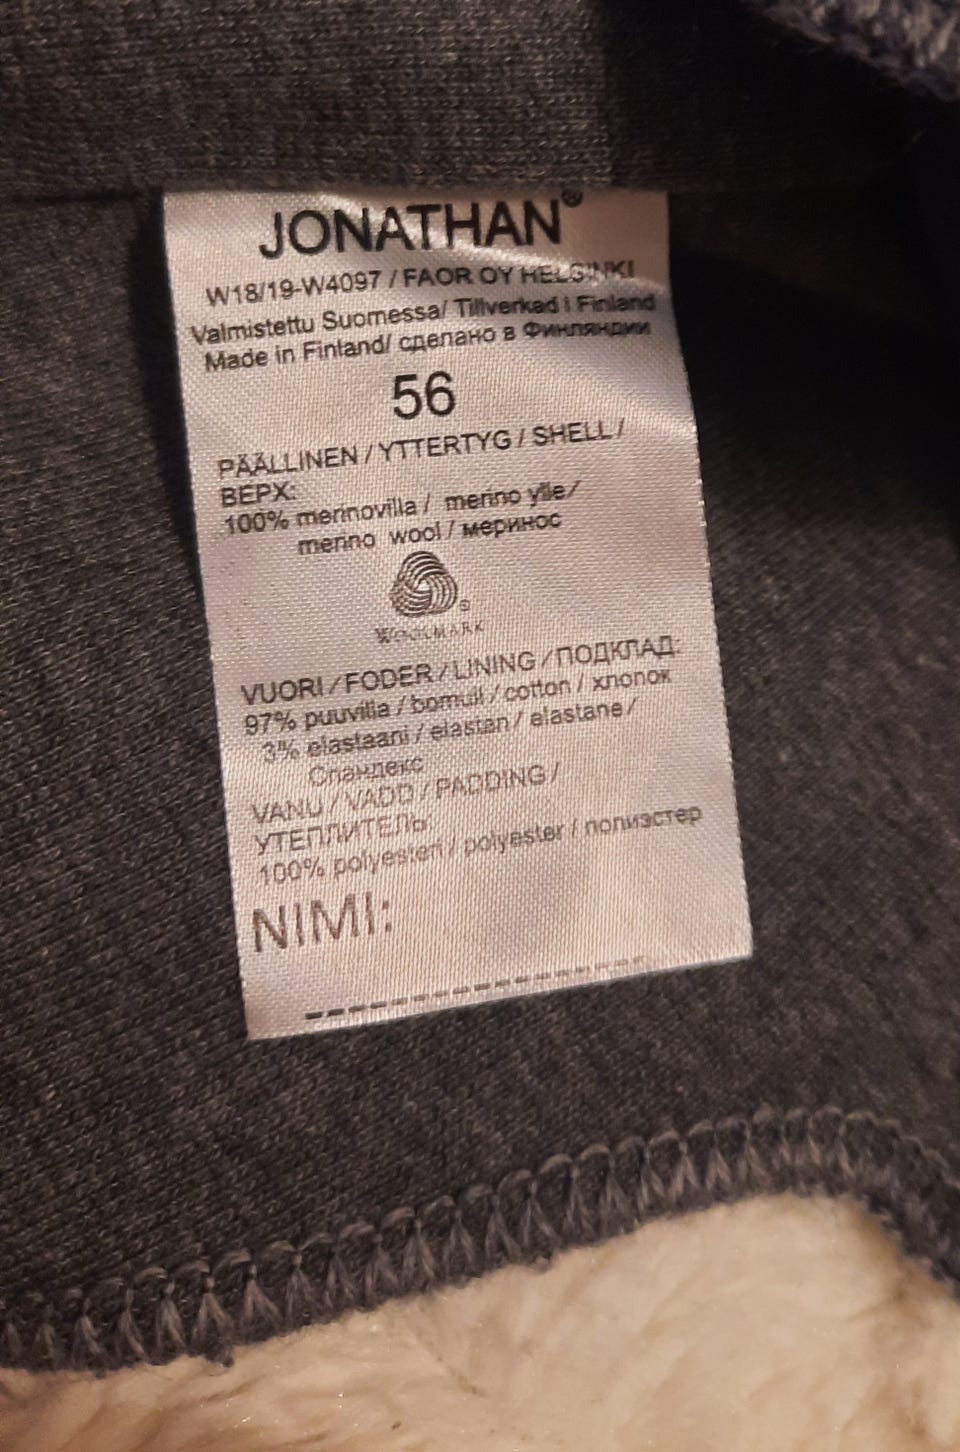 JONATHAN®
W18/19-W4097 / FAOR OY HELSINKI
Valmistettu Suomessa/ Tillverkad i Finland
Made in Finland/ сделано в Финляндии
56
PÄÄLLINEN / YTTERTYG / SHELL /
ВЕРХ:
100% merinovilla / merino ylle/
merino wool / меринос
WOOLMARK
VUORI / FODER / LINING / ПОДКЛАД:
97% puuvilla / bomull / cotton / хлопок
3% elastaani / elastan / elastane /
Спандекс
VANU / VADD / PADDING /
УТЕПЛИТЕЛЬ:
100% polyesteri / polyester / полиэстер
NIMI: